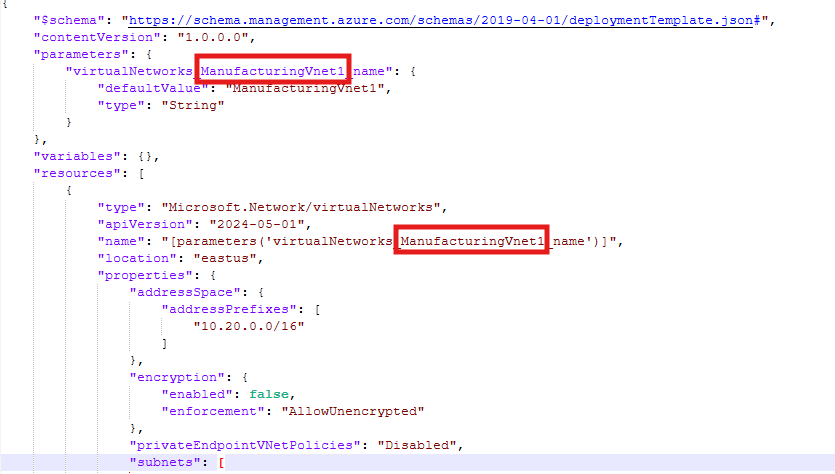 {
"$schema": "https://schema.management.azure.com/schemas/2019-04-01/deploymentTemplate.json#",
"contentVersion": "1.0.0.0",
"parameters": {
"virtualNetworks_ManufacturingVnet1_name": {
"defaultValue": "ManufacturingVnet1",
"type": "String"
}
},
"variables": {},
"resources": [
{
"type": "Microsoft.Network/virtualNetworks",
"apiVersion": "2024-05-01",
"name": "[parameters('virtualNetworks_ManufacturingVnet1_name')]",
"location": "eastus",
"properties": {
"addressSpace": {
"addressPrefixes": [
"10.20.0.0/16"
]
},
"encryption": {
"enabled": false,
"enforcement": "AllowUnencrypted"
},
"privateEndpointVNetPolicies": "Disabled",
"subnets": [